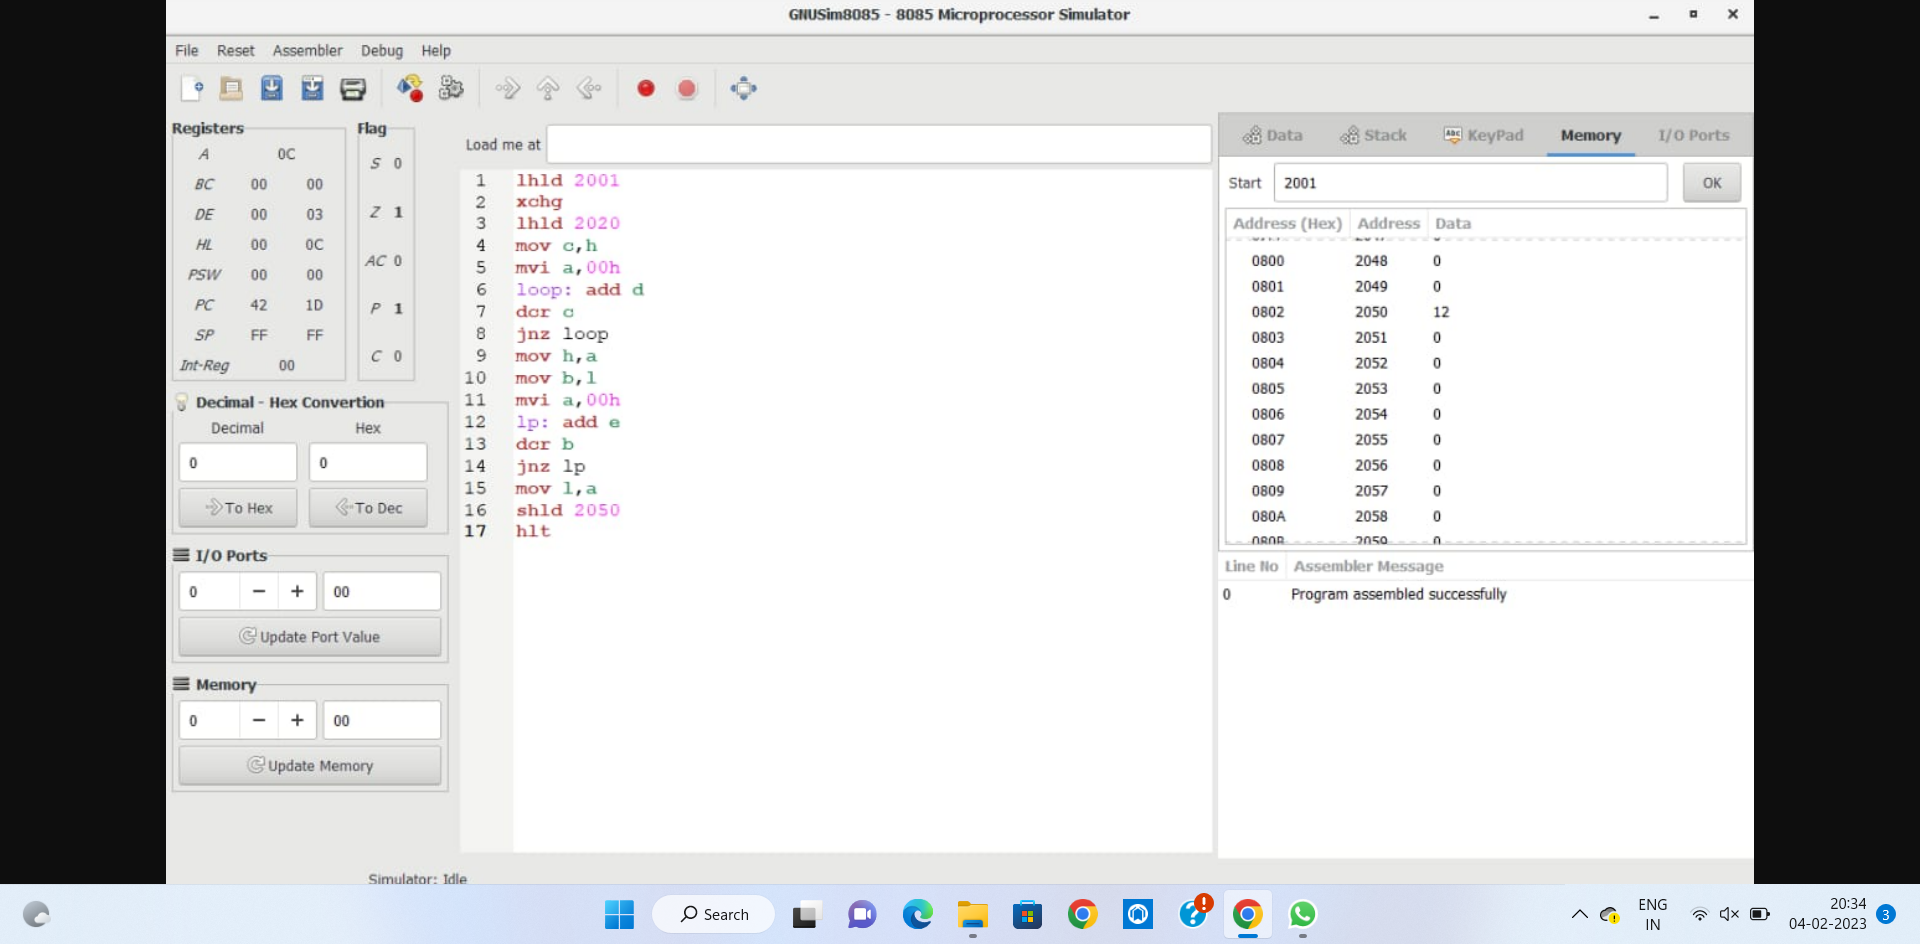 GNUSim8085 - 8085 Microprocessor Simulator
File Reset Assembler Debug Help
Registers
A 0C
BC 00 00
DE 00 03
HL 00 0C
PSW 00 00
PC 42 1D
SP FF FF
Int-Reg 00
Flag
S 0
Z 1
AC 0
P 1
C 0
Decimal - Hex Convertion
Decimal Hex
0 0
To Hex To Dec
I/O Ports
0 − + 00
Update Port Value
Memory
0 − + 00
Update Memory
Load me at
1 lhld 2001
2 xchg
3 lhld 2020
4 mov c,h
5 mvi a,00h
6 loop: add d
7 dcr c
8 jnz loop
9 mov h,a
10 mov b,l
11 mvi a,00h
12 lp: add e
13 dcr b
14 jnz lp
15 mov l,a
16 shld 2050
17 hlt
Data Stack KeyPad Memory I/O Ports
Start 2001 OK
Address (Hex) Address Data
0800 2048 0
0801 2049 0
0802 2050 12
0803 2051 0
0804 2052 0
0805 2053 0
0806 2054 0
0807 2055 0
0808 2056 0
0809 2057 0
080A 2058 0
080B 2059 0
Line No Assembler Message
0 Program assembled successfully
Simulator: Idle
Search
ENG
IN
20:34
04-02-2023
3